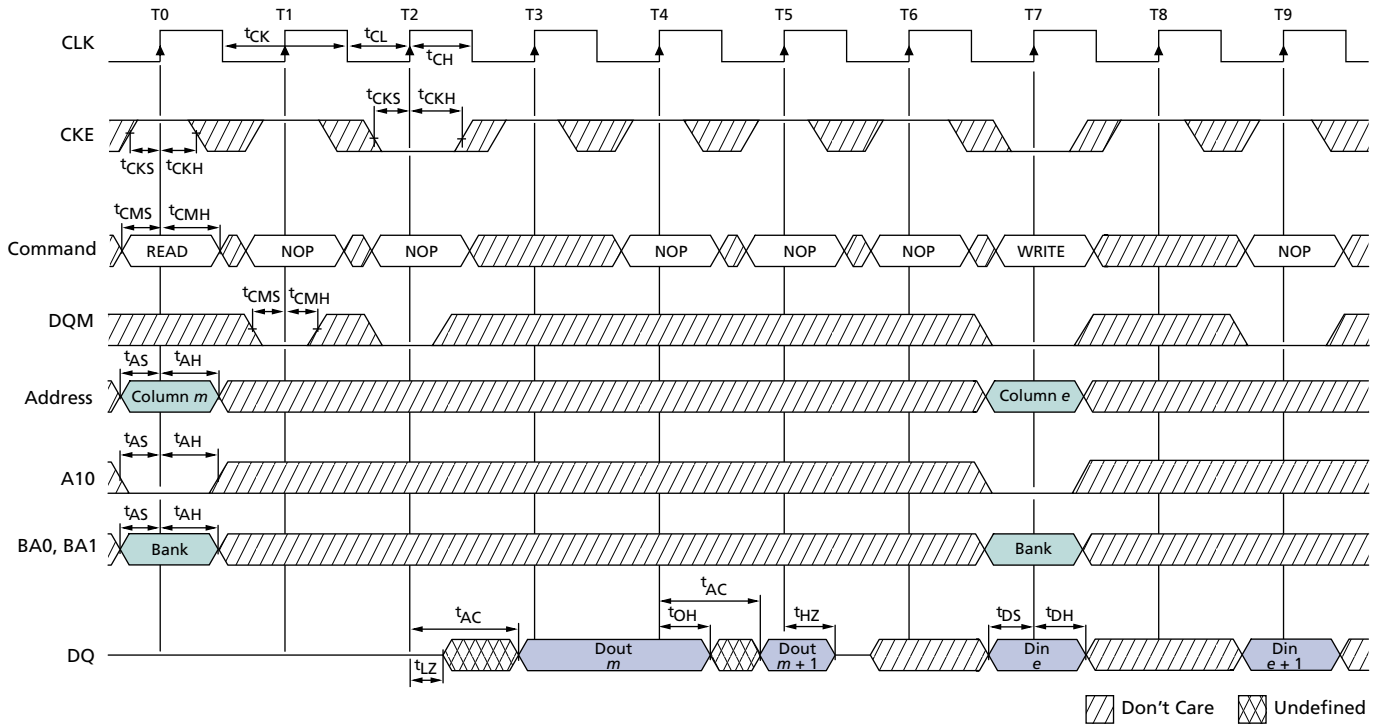 T0 T1 T2 T3 T4 T5 T6 T7 T8 T9
CLK
tCK tCL
tCH
tCKS tCKH
CKE
tCKS tCKH
tCMS tCMH
Command READ NOP NOP NOP NOP NOP WRITE NOP
tCMS tCMH
DQM
tAS tAH
Address Column m Column e
tAS tAH
A10
tAS tAH
BA0, BA1 Bank Bank
tAC
tAC tOH tHZ tDS tDH
DQ Dout m Dout m + 1 Din e Din e + 1
tLZ
Don't Care Undefined